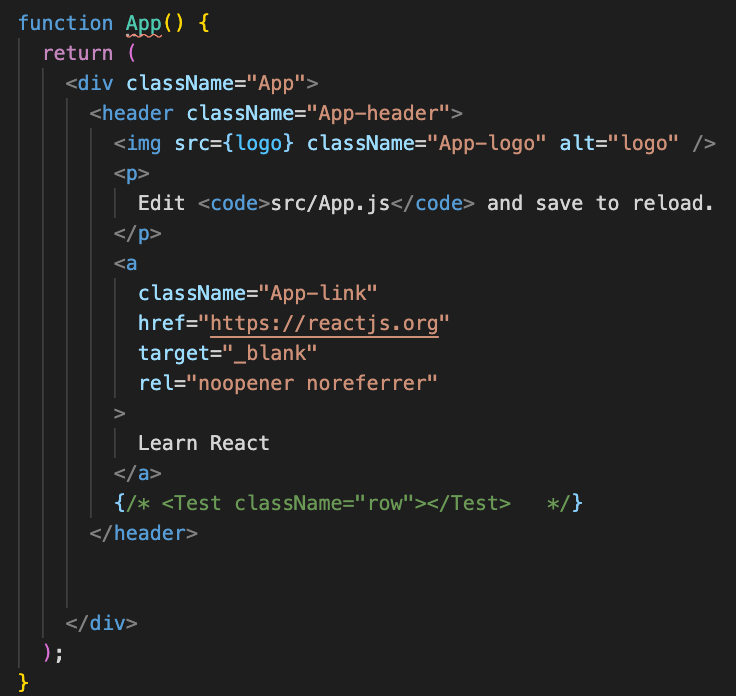 function App() {
  return (
    <div className="App">
      <header className="App-header">
        <img src={logo} className="App-logo" alt="logo" />
        <p>
          Edit <code>src/App.js</code> and save to reload.
        </p>
        <a
          className="App-link"
          href="https://reactjs.org"
          target="_blank"
          rel="noopener noreferrer"
        >
          Learn React
        </a>
        {/* <Test className="row"></Test>   */}
      </header>
    </div>
  );
}